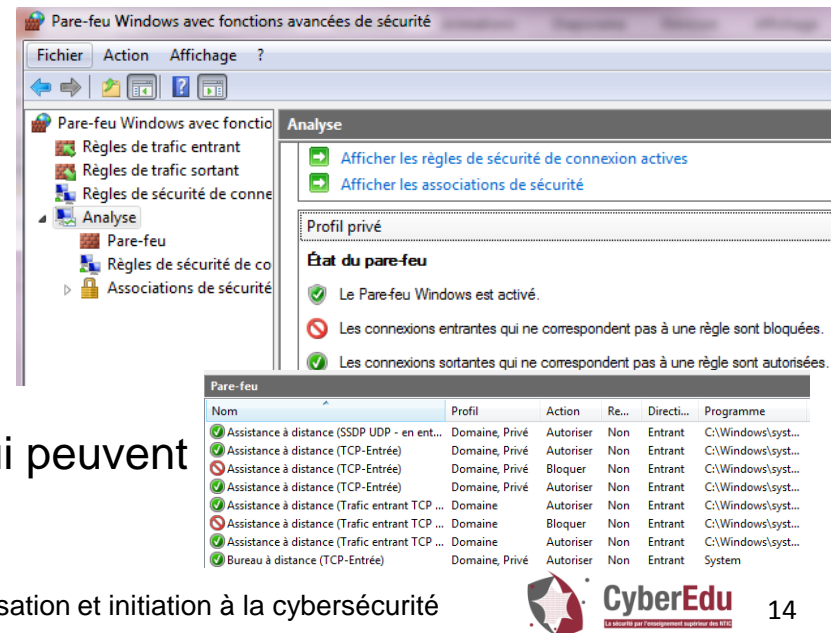 Pare-feu Windows avec fonctions avancées de sécurité
Fichier Action Affichage ?
Pare-feu Windows avec fonctio
Règles de trafic entrant
Règles de trafic sortant
Règles de sécurité de conne
Analyse
Pare-feu
Règles de sécurité de co
Associations de sécurité
Analyse
Afficher les règles de sécurité de connexion actives
Afficher les associations de sécurité
Profil privé
État du pare-feu
Le Pare-feu Windows est activé.
Les connexions entrantes qui ne correspondent pas à une règle sont bloquées.
Les connexions sortantes qui ne correspondent pas à une règle sont autorisées.
Pare-feu
Nom Profil Action Re... Directi... Programme
Assistance à distance (SSDP UDP - en ent... Domaine, Privé Autoriser Non Entrant C:\Windows\syst...
Assistance à distance (TCP-Entrée) Domaine, Privé Autoriser Non Entrant C:\Windows\syst...
Assistance à distance (TCP-Entrée) Domaine, Privé Bloquer Non Entrant C:\Windows\syst...
Assistance à distance (TCP-Entrée) Domaine, Privé Autoriser Non Entrant C:\Windows\syst...
Assistance à distance (Trafic entrant TCP ... Domaine Autoriser Non Entrant C:\Windows\syst...
Assistance à distance (Trafic entrant TCP ... Domaine Bloquer Non Entrant C:\Windows\syst...
Assistance à distance (Trafic entrant TCP ... Domaine Autoriser Non Entrant C:\Windows\syst...
Bureau à distance (TCP-Entrée) Domaine, Privé Autoriser Non Entrant System
ui peuvent
sation et initiation à la cybersécurité
CyberEdu
La sécurité par l'enseignement supérieur des NTIC
14